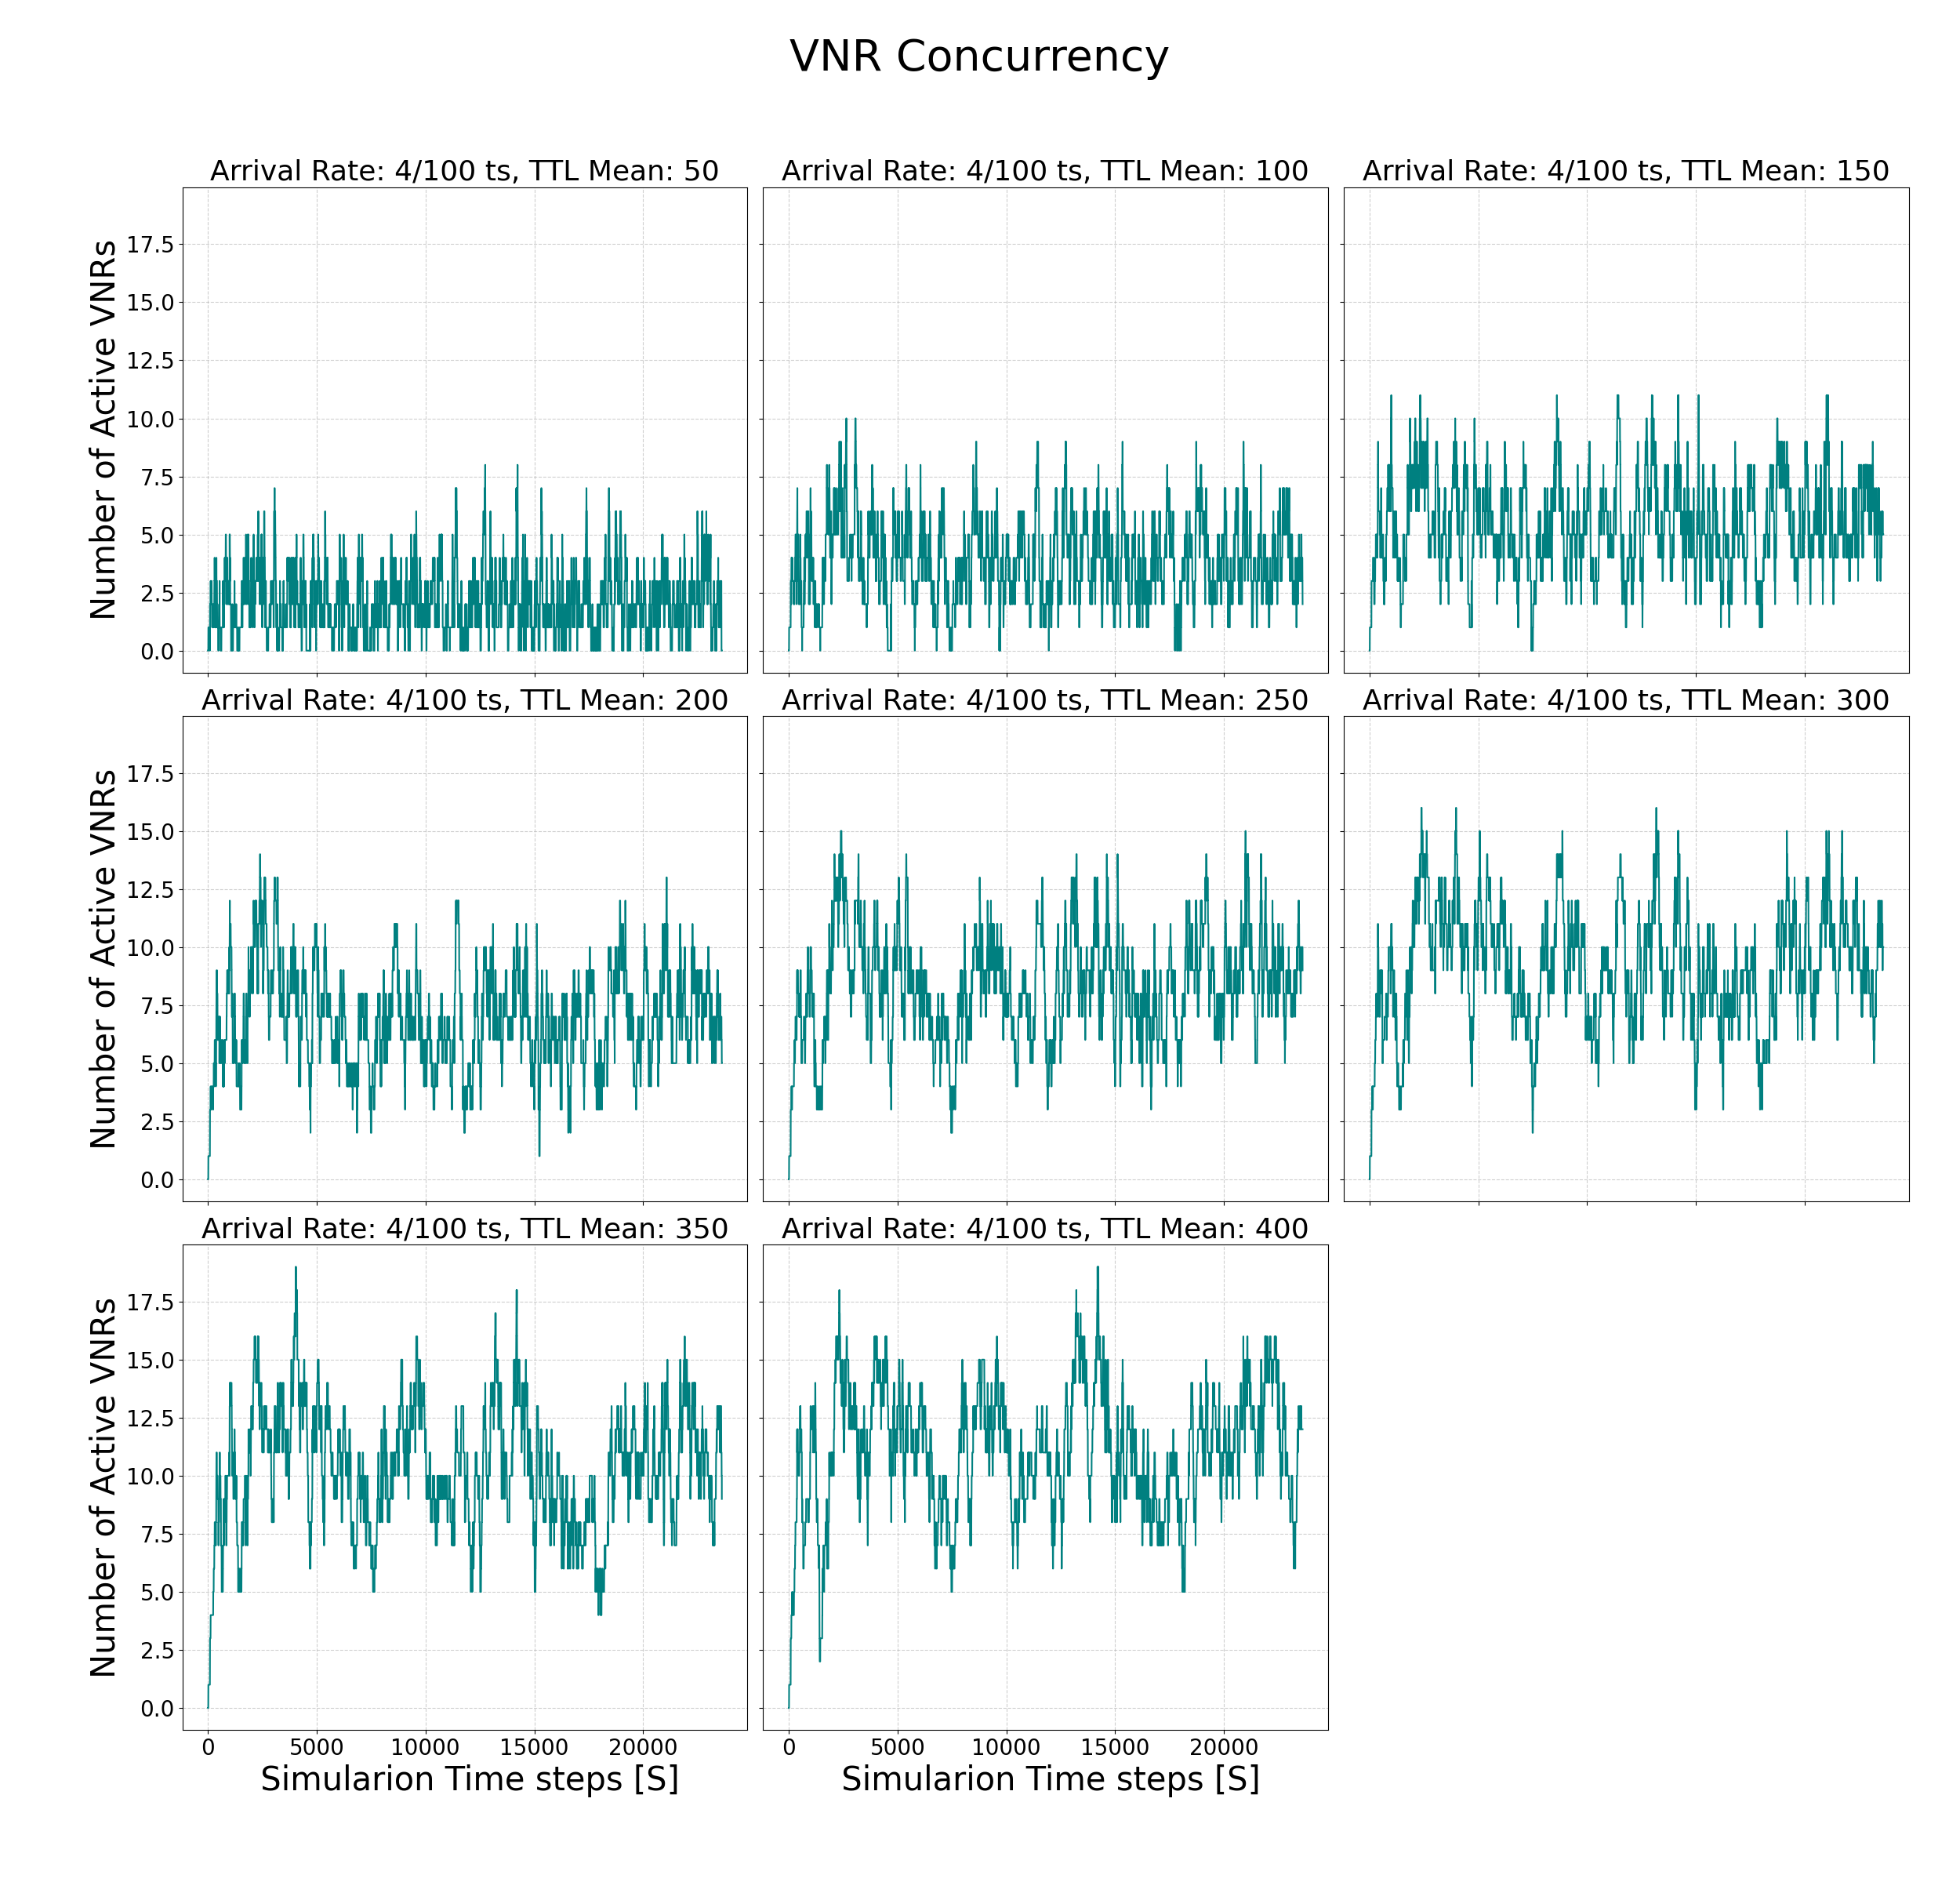 VNR Concurrency
Arrival Rate: 4/100 ts, TTL Mean: 50
Arrival Rate: 4/100 ts, TTL Mean: 100
Arrival Rate: 4/100 ts, TTL Mean: 150
Number of Active VNRs
17.5
15.0
12.5
10.0
7.5
5.0
2.5
0.0
Arrival Rate: 4/100 ts, TTL Mean: 200
Arrival Rate: 4/100 ts, TTL Mean: 250
Arrival Rate: 4/100 ts, TTL Mean: 300
Number of Active VNRs
17.5
15.0
12.5
10.0
7.5
5.0
2.5
0.0
Arrival Rate: 4/100 ts, TTL Mean: 350
Arrival Rate: 4/100 ts, TTL Mean: 400
Number of Active VNRs
17.5
15.0
12.5
10.0
7.5
5.0
2.5
0.0
0 5000 10000 15000 20000
0 5000 10000 15000 20000
Simularion Time steps [S]
Simularion Time steps [S]